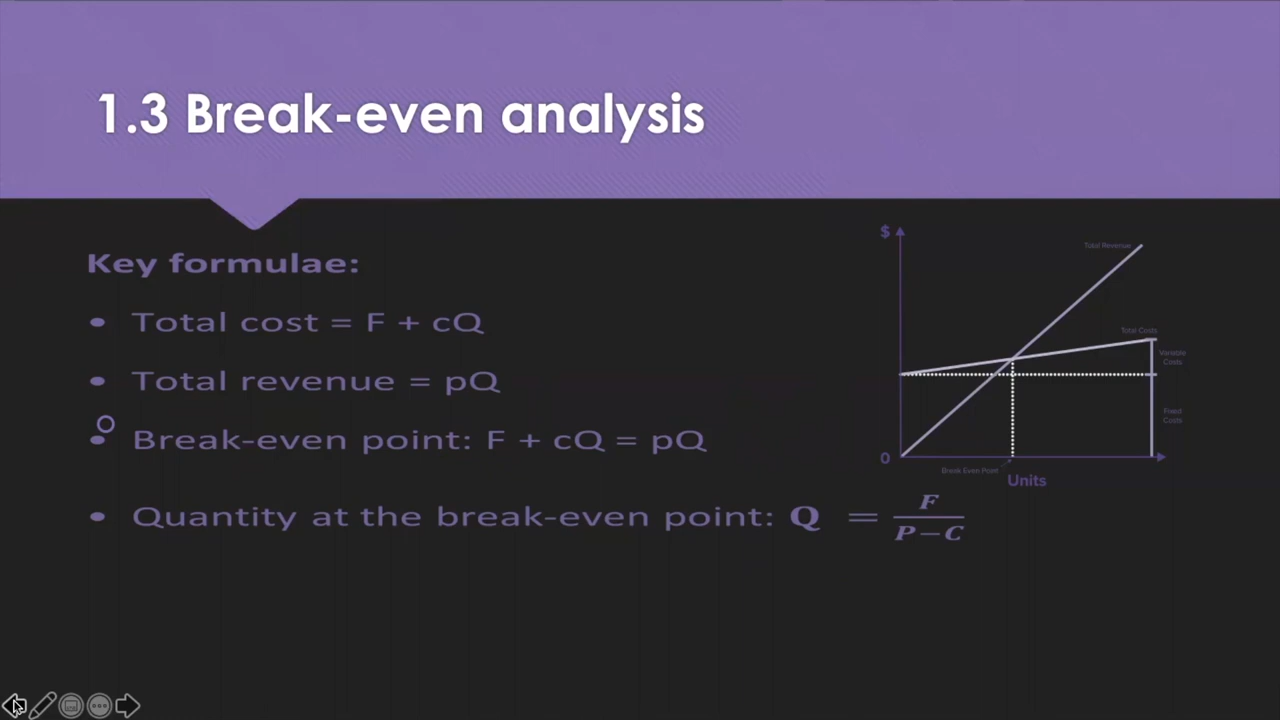 1.3 Break-even analysis
Key formulae:
• Total cost = F + cQ
• Total revenue = pQ
• Break-even point: F + cQ = pQ
• Quantity at the break-even point: Q = F / P − C
$
Total Revenue
Total Costs
Variable
Costs
Fixed
Costs
0
Break Even Point
Units